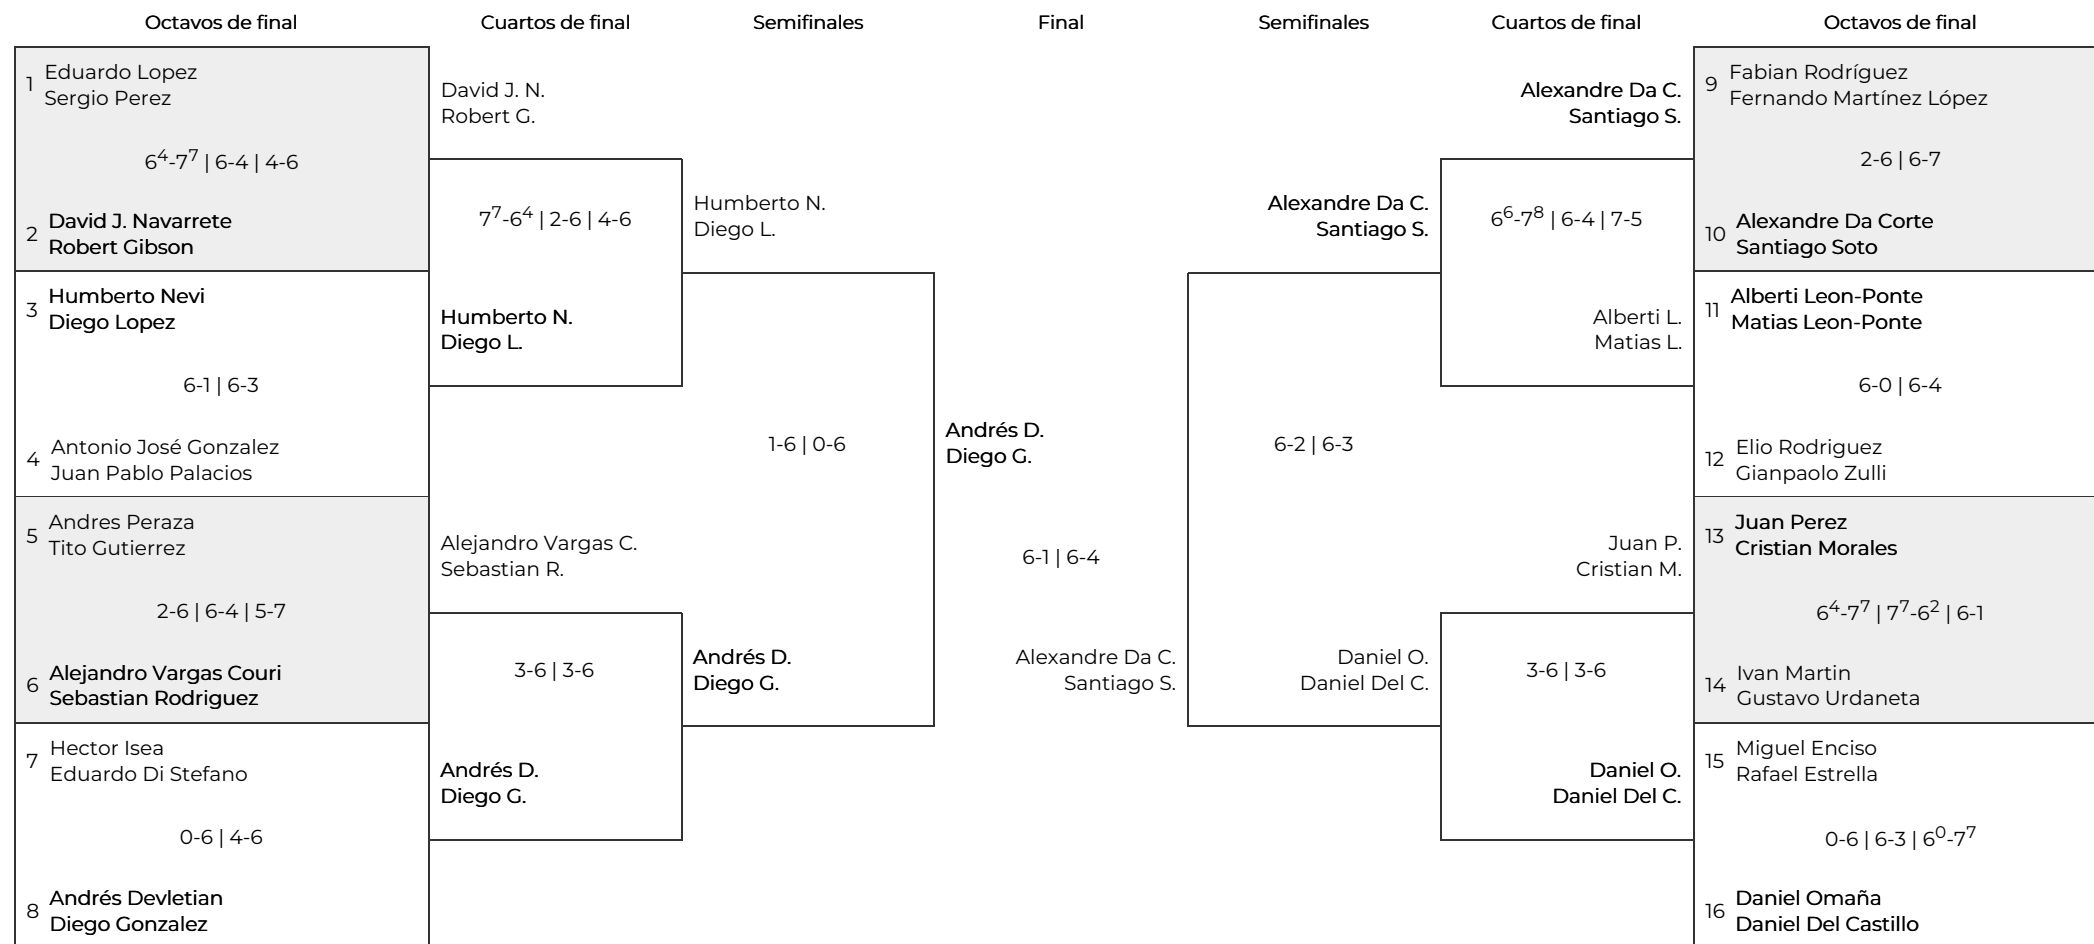 Octavos de final
Cuartos de final
Semifinales
Final
Semifinales
Cuartos de final
Octavos de final
1
Eduardo Lopez
Sergio Perez
6⁴-7⁷ | 6-4 | 4-6
2
David J. Navarrete
Robert Gibson
3
Humberto Nevi
Diego Lopez
6-1 | 6-3
4
Antonio José Gonzalez
Juan Pablo Palacios
5
Andres Peraza
Tito Gutierrez
2-6 | 6-4 | 5-7
6
Alejandro Vargas Couri
Sebastian Rodriguez
7
Hector Isea
Eduardo Di Stefano
0-6 | 4-6
8
Andrés Devletian
Diego Gonzalez
David J. N.
Robert G.
7⁷-6⁴ | 2-6 | 4-6
Humberto N.
Diego L.
Alejandro Vargas C.
Sebastian R.
3-6 | 3-6
Andrés D.
Diego G.
Humberto N.
Diego L.
1-6 | 0-6
Andrés D.
Diego G.
Andrés D.
Diego G.
6-1 | 6-4
Alexandre Da C.
Santiago S.
Alexandre Da C.
Santiago S.
6-2 | 6-3
Daniel O.
Daniel Del C.
Alexandre Da C.
Santiago S.
6⁶-7⁸ | 6-4 | 7-5
Alberti L.
Matias L.
Juan P.
Cristian M.
3-6 | 3-6
Daniel O.
Daniel Del C.
9
Fabian Rodríguez
Fernando Martínez López
2-6 | 6-7
10
Alexandre Da Corte
Santiago Soto
11
Alberti Leon-Ponte
Matias Leon-Ponte
6-0 | 6-4
12
Elio Rodriguez
Gianpaolo Zulli
13
Juan Perez
Cristian Morales
6⁴-7⁷ | 7⁷-6² | 6-1
14
Ivan Martin
Gustavo Urdaneta
15
Miguel Enciso
Rafael Estrella
0-6 | 6-3 | 6⁰-7⁷
16
Daniel Omaña
Daniel Del Castillo